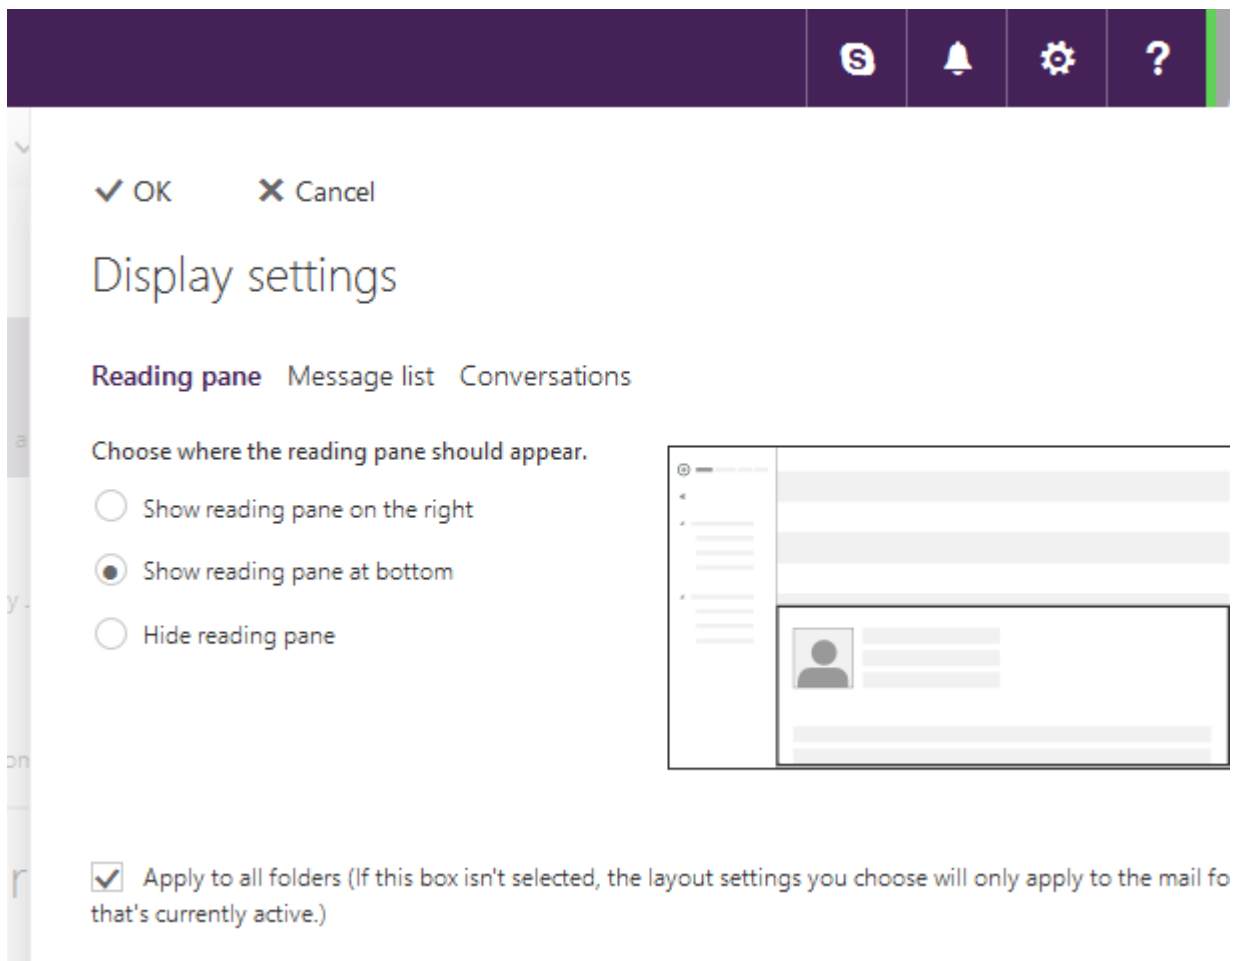 OK Cancel
Display settings
Reading pane Message list Conversations
Choose where the reading pane should appear.
Show reading pane on the right
Show reading pane at bottom
Hide reading pane
Apply to all folders (If this box isn't selected, the layout settings you choose will only apply to the mail fo
that's currently active.)